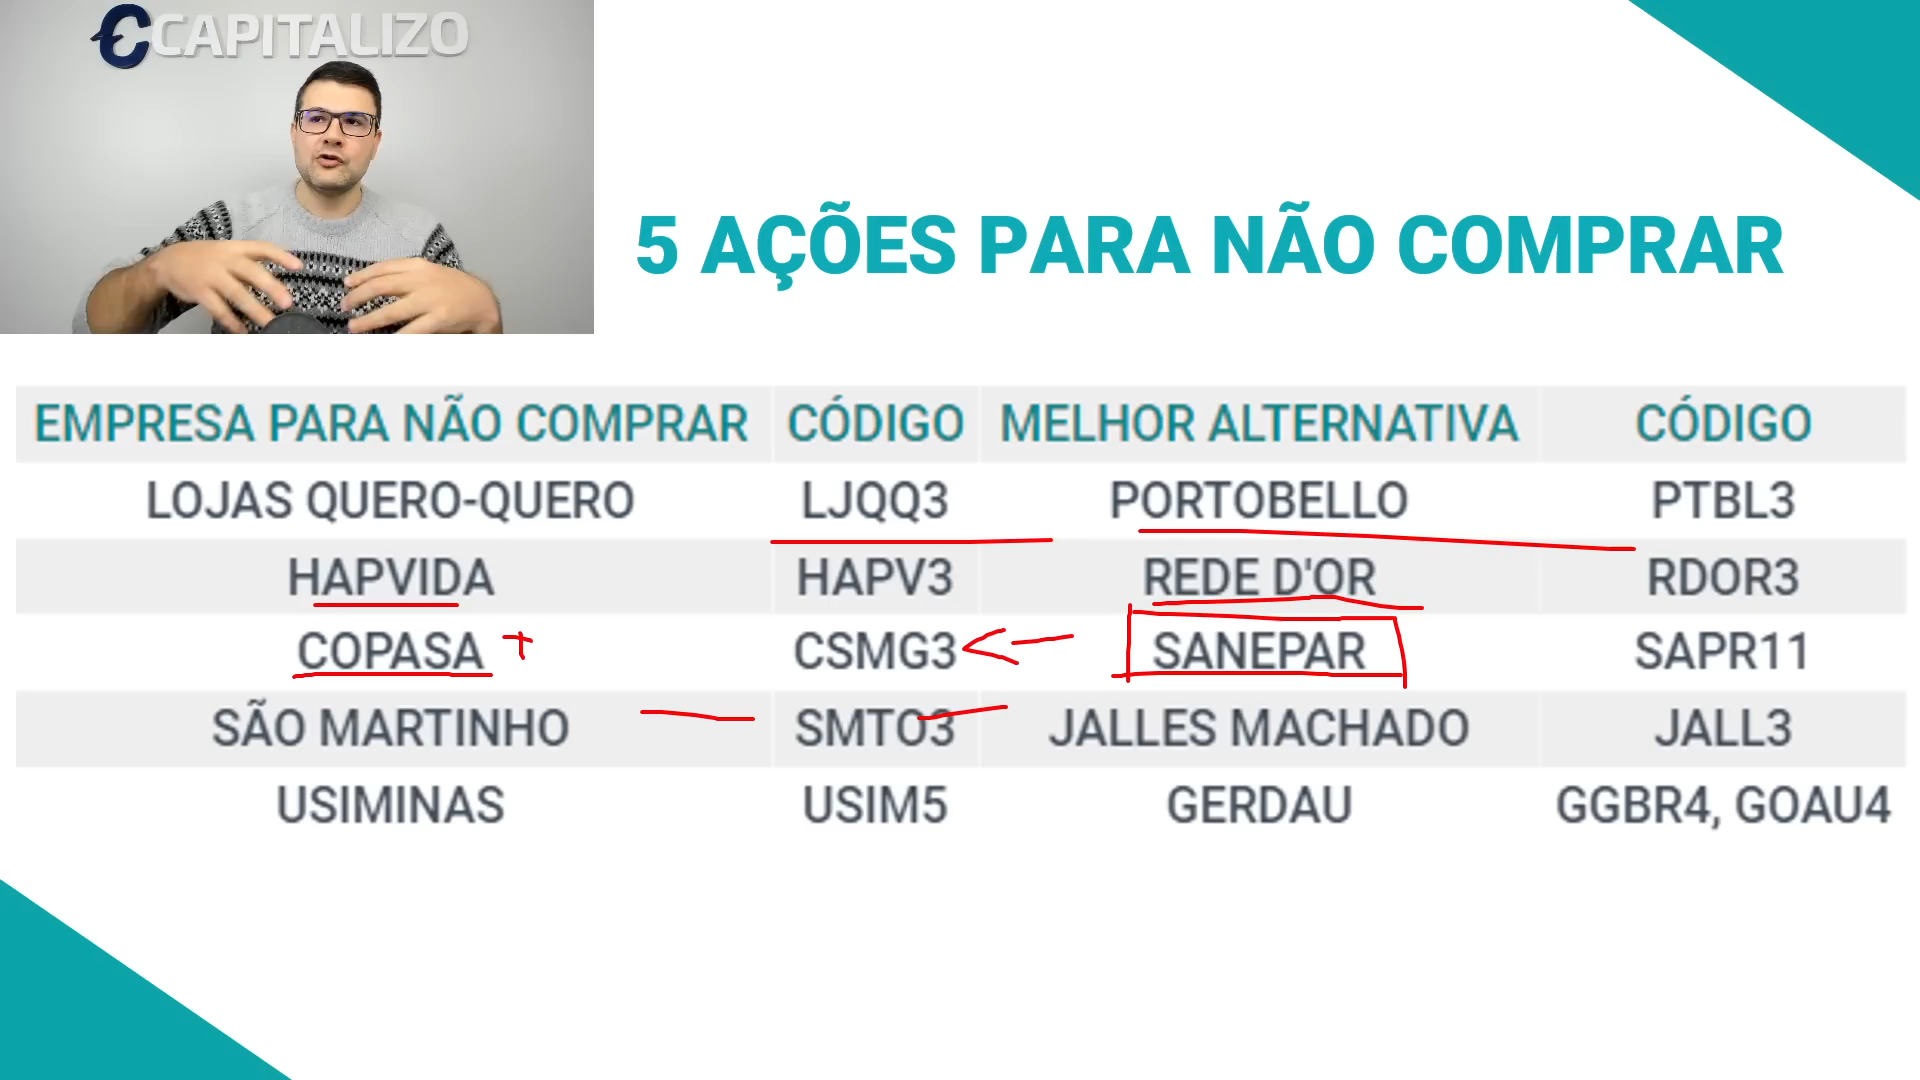 CAPITALIZO
5 AÇÕES PARA NÃO COMPRAR
EMPRESA PARA NÃO COMPRAR CÓDIGO MELHOR ALTERNATIVA CÓDIGO
LOJAS QUERO-QUERO LJQQ3 PORTOBELLO PTBL3
HAPVIDA HAPV3 REDE D'OR RDOR3
COPASA + CSMG3 SANEPAR SAPR11
SÃO MARTINHO SMTO3 JALLES MACHADO JALL3
USIMINAS USIM5 GERDAU GGBR4, GOAU4